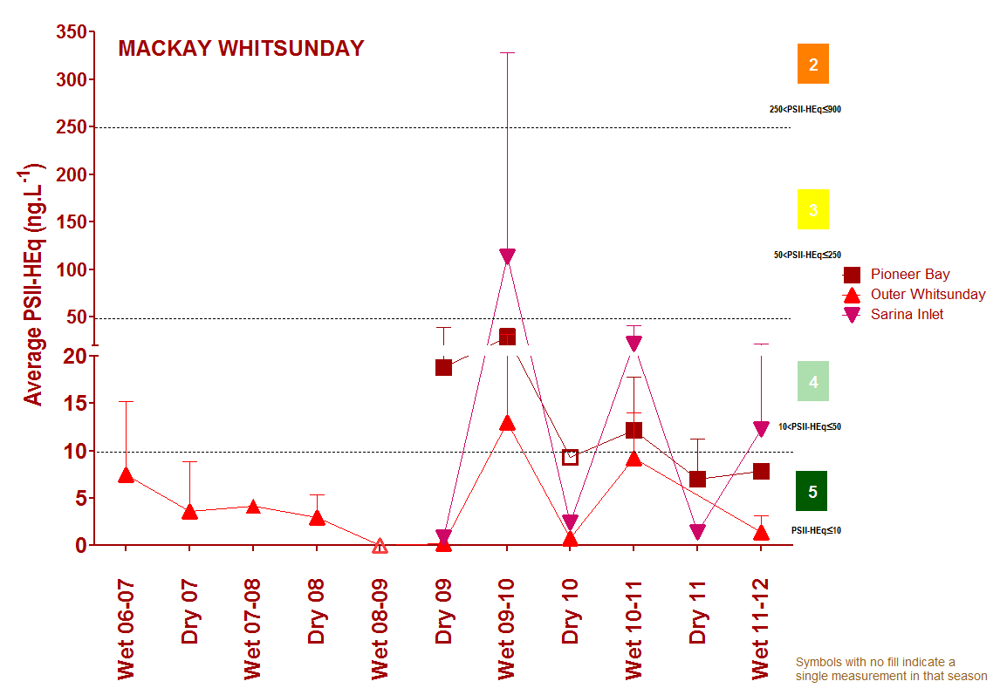 MACKAY WHITSUNDAY
Average PSII-HEq (ng.L⁻¹)
350
300
250
200
150
100
50
20
15
10
5
0
Wet 06-07
Dry 07
Wet 07-08
Dry 08
Wet 08-09
Dry 09
Wet 09-10
Dry 10
Wet 10-11
Dry 11
Wet 11-12
2
250<PSII-HEq≤900
3
50<PSII-HEq≤250
Pioneer Bay
Outer Whitsunday
Sarina Inlet
4
10<PSII-HEq≤50
5
PSII-HEq≤10
Symbols with no fill indicate a
single measurement in that season